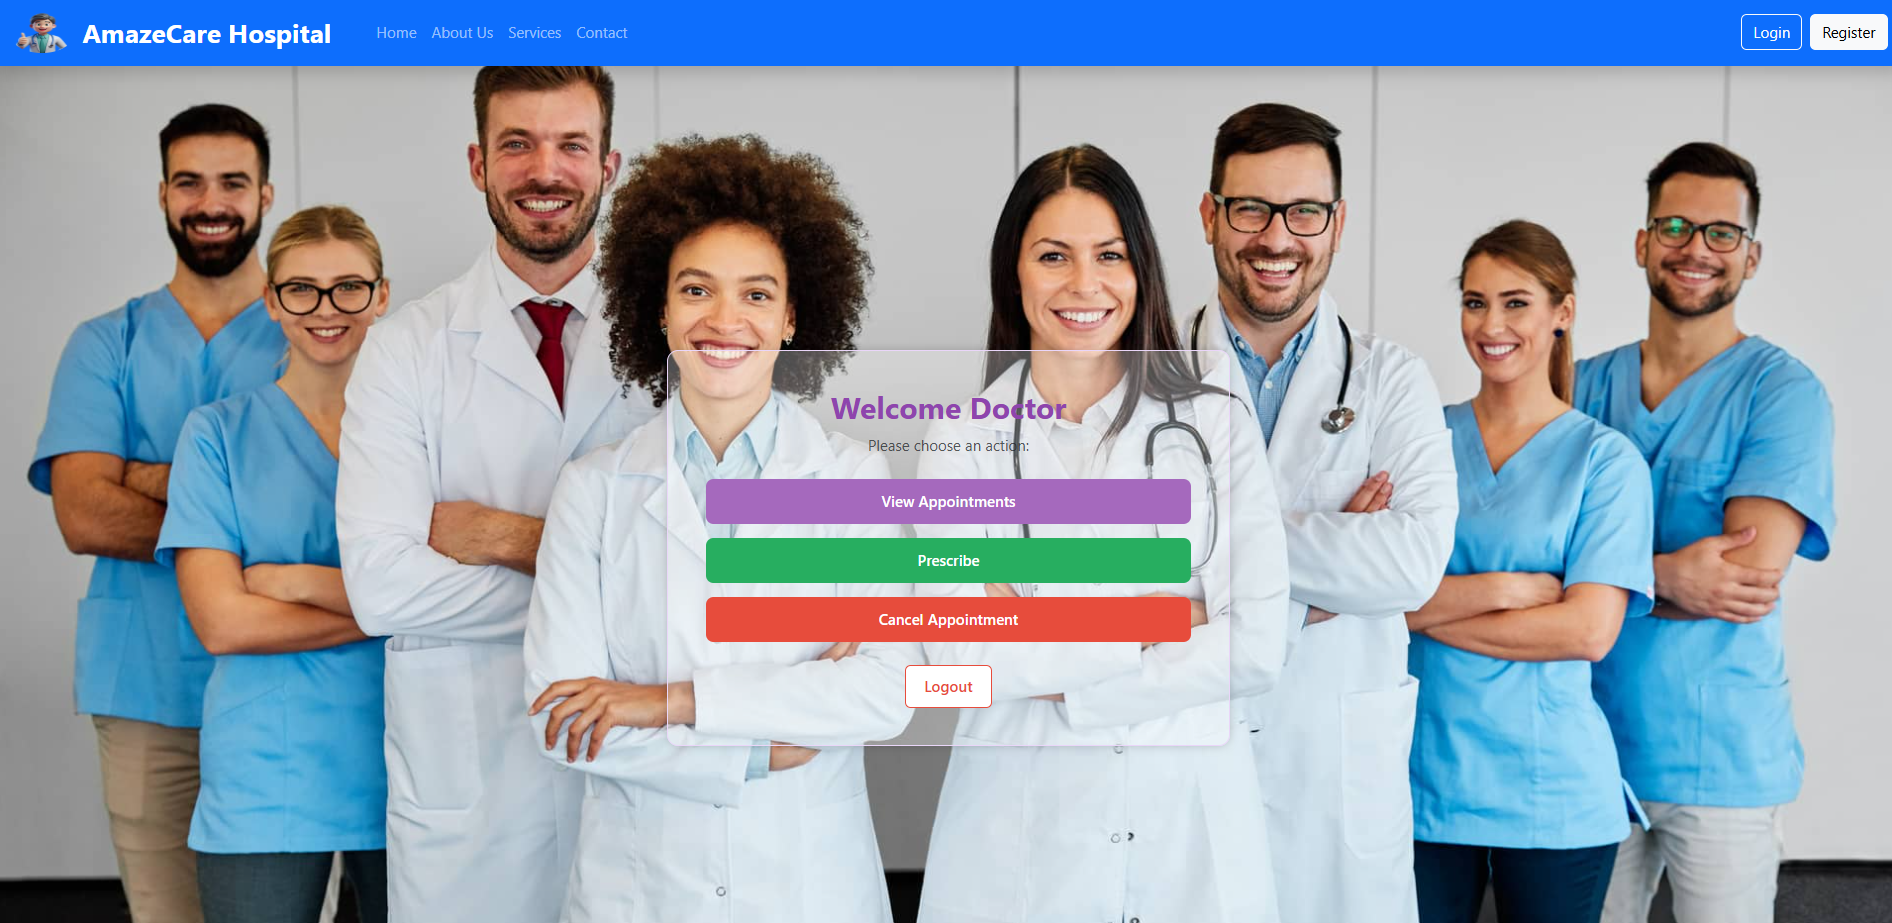 AmazeCare Hospital
Home About Us Services Contact
Login Register
Welcome Doctor
Please choose an action:
View Appointments
Prescribe
Cancel Appointment
Logout